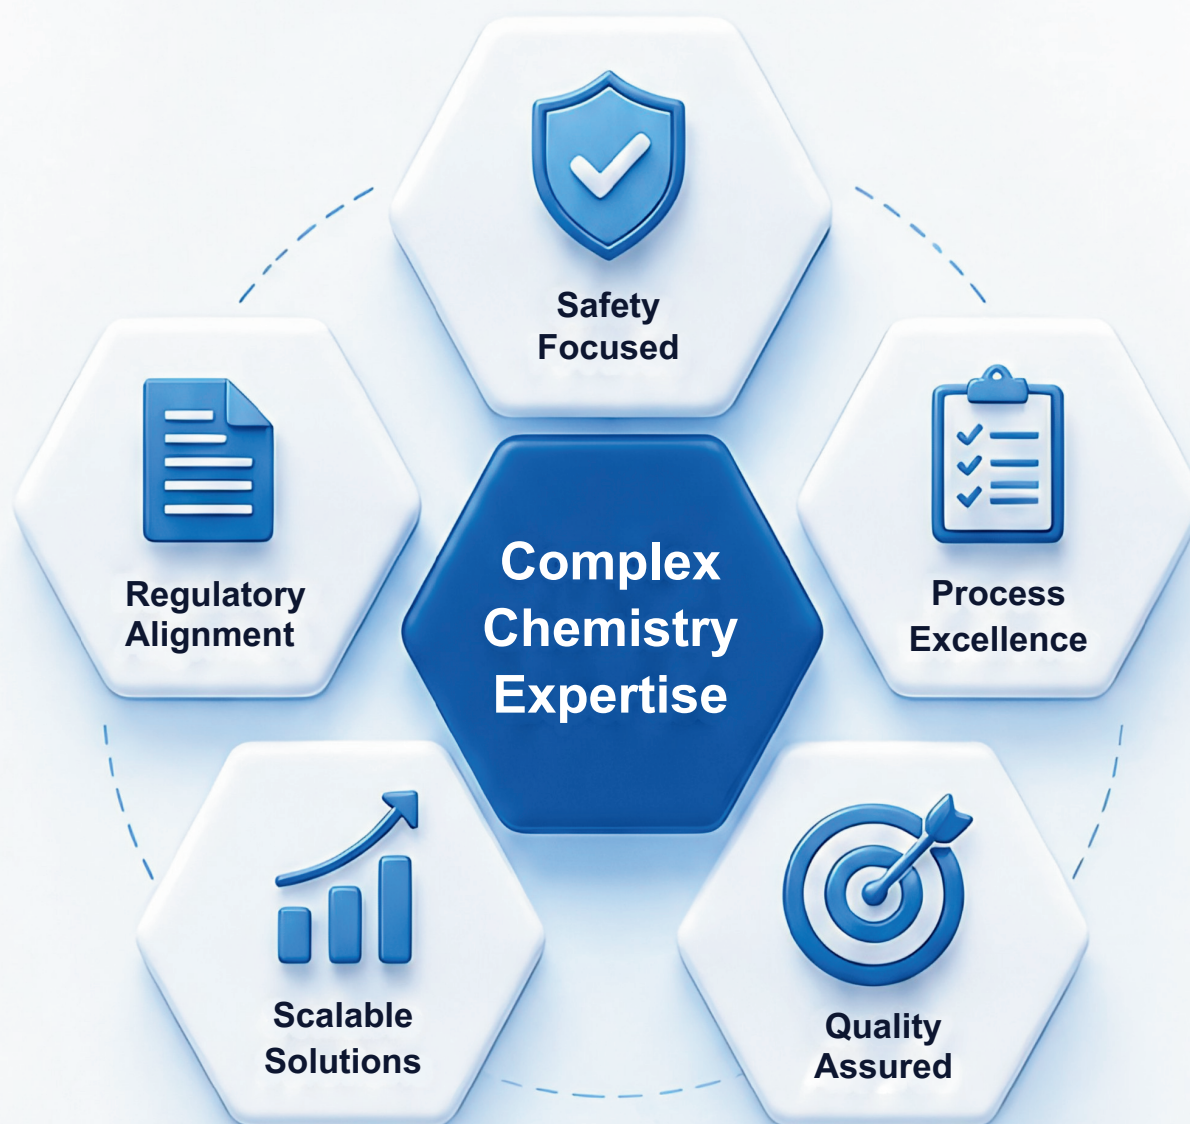 Safety
Focused
Regulatory
Alignment
Complex
Chemistry
Expertise
Process
Excellence
Scalable
Solutions
Quality
Assured